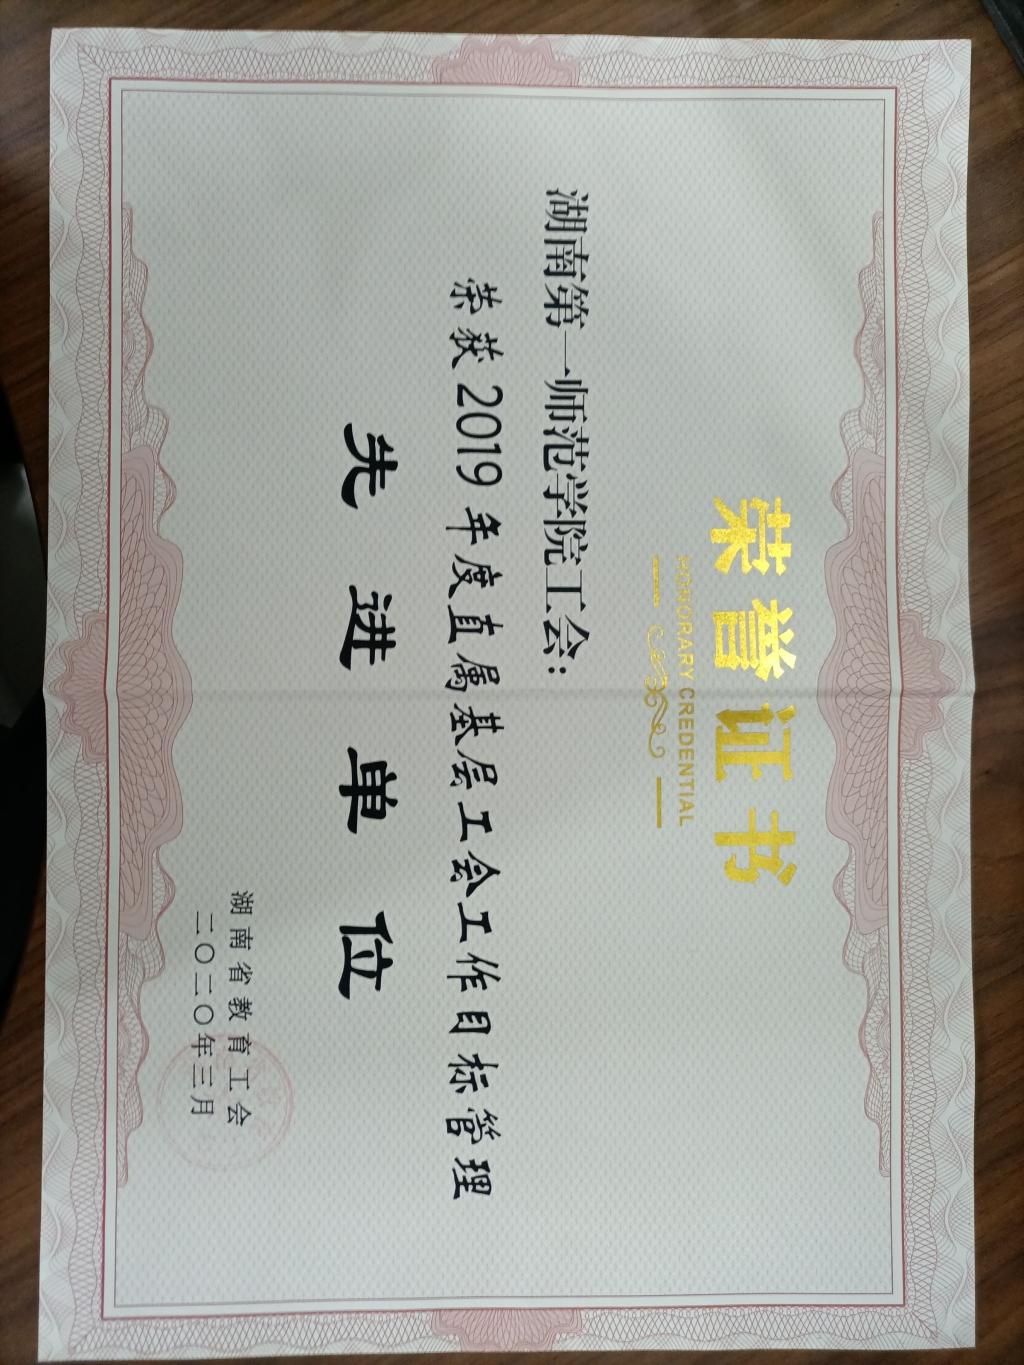 荣誉证书
HONORARY CREDENTIAL
湖南第一师范学院工会:
荣获2019年度直属基层工会工作目标管理
先进单位
湖南省教育工会
二〇二〇年三月